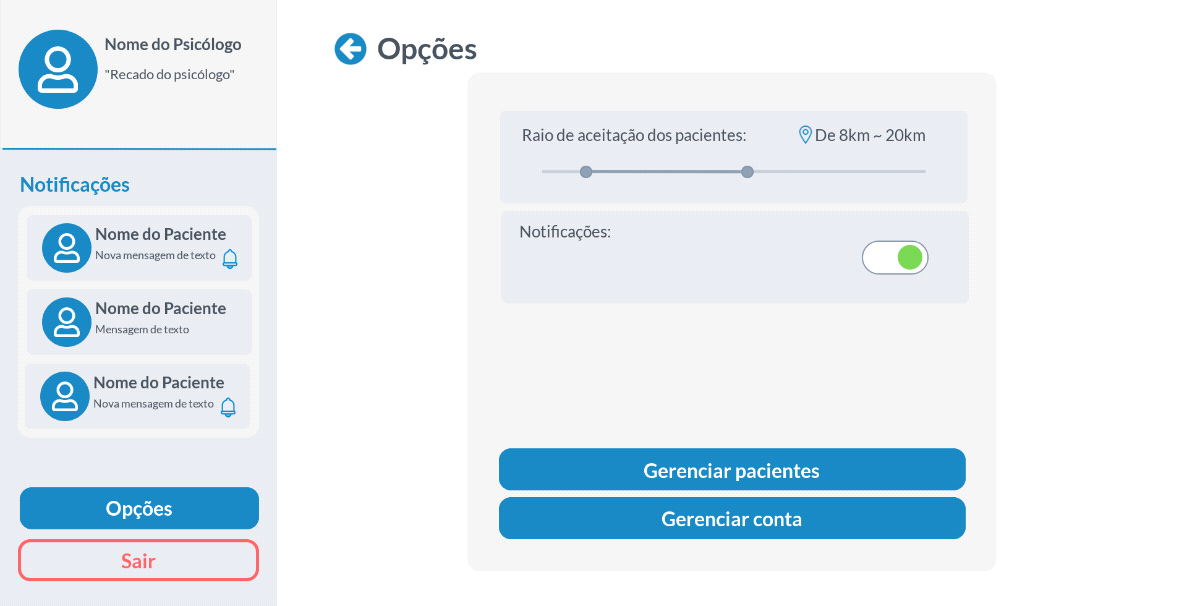 Nome do Psicólogo
"Recado do psicólogo"
Notificações
Nome do Paciente
Nova mensagem de texto
Nome do Paciente
Mensagem de texto
Nome do Paciente
Nova mensagem de texto
Opções
Sair
Opções
Raio de aceitação dos pacientes:
De 8km ~ 20km
Notificações:
Gerenciar pacientes
Gerenciar conta